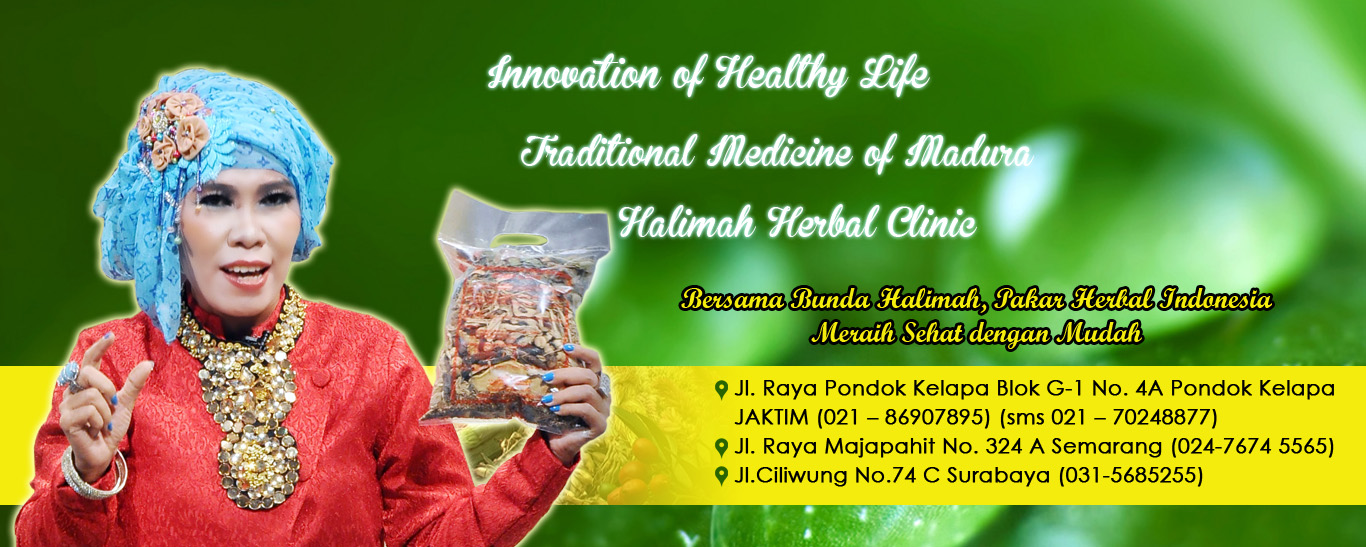 Innovation of Healthy Life
Traditional Medicine of Madura
Halimah Herbal Clinic
Bersama Bunda Halimah, Pakar Herbal Indonesia
Meraih Sehat dengan Mudah
Jl. Raya Pondok Kelapa Blok G-1 No. 4A Pondok Kelapa
JAKTIM (021 – 86907895) (sms 021 – 70248877)
Jl. Raya Majapahit No. 324 A Semarang (024-7674 5565)
Jl.Ciliwung No.74 C Surabaya (031-5685255)